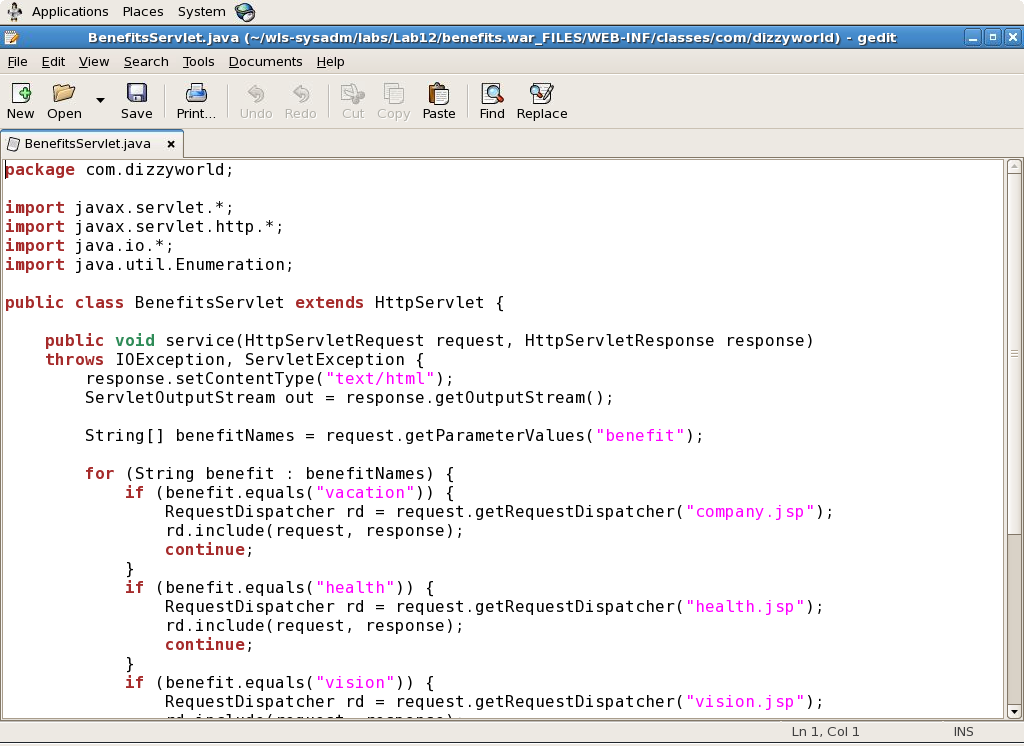 Applications Places System
BenefitsServlet.java (~/wls-sysadm/labs/Lab12/benefits.war_FILES/WEB-INF/classes/com/dizzyworld) - gedit
File Edit View Search Tools Documents Help
New Open Save Print... Undo Redo Cut Copy Paste Find Replace
BenefitsServlet.java
package com.dizzyworld;
import javax.servlet.*;
import javax.servlet.http.*;
import java.io.*;
import java.util.Enumeration;
public class BenefitsServlet extends HttpServlet {
    public void service(HttpServletRequest request, HttpServletResponse response)
    throws IOException, ServletException {
        response.setContentType("text/html");
        ServletOutputStream out = response.getOutputStream();
        String[] benefitNames = request.getParameterValues("benefit");
        for (String benefit : benefitNames) {
            if (benefit.equals("vacation")) {
                RequestDispatcher rd = request.getRequestDispatcher("company.jsp");
                rd.include(request, response);
                continue;
            }
            if (benefit.equals("health")) {
                RequestDispatcher rd = request.getRequestDispatcher("health.jsp");
                rd.include(request, response);
                continue;
            }
            if (benefit.equals("vision")) {
                RequestDispatcher rd = request.getRequestDispatcher("vision.jsp");
Ln 1, Col 1 INS